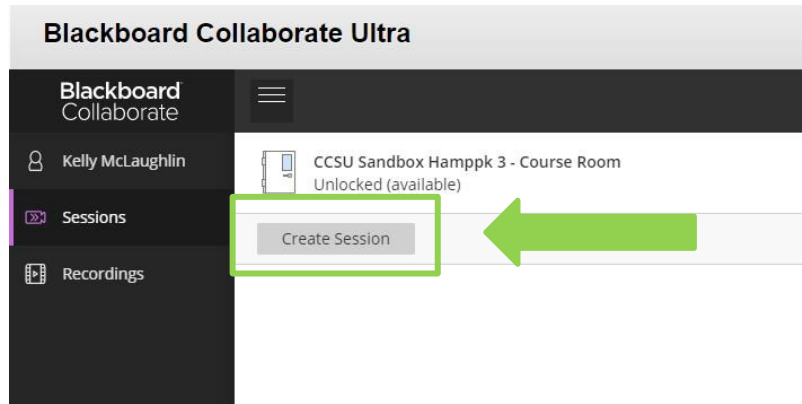 Blackboard Collaborate Ultra
Blackboard
Collaborate
Kelly McLaughlin
CCSU Sandbox Hamppk 3 - Course Room
Unlocked (available)
Sessions
Create Session
Recordings